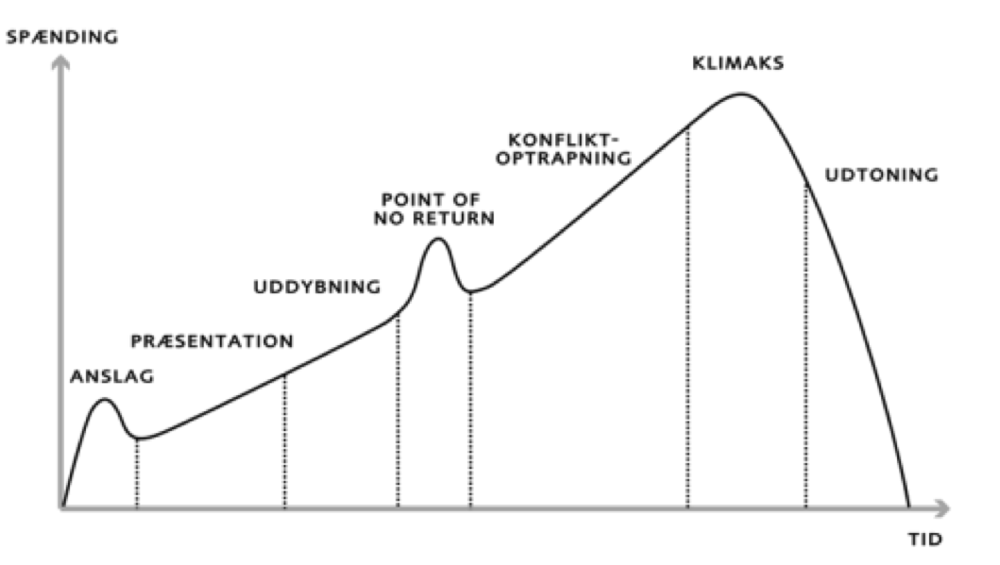 SPÆNDING
KLIMAKS
KONFLIKT-
OPTRAPNING
UDTONING
POINT OF
NO RETURN
UDDYBNING
PRÆSENTATION
ANSLAG
TID